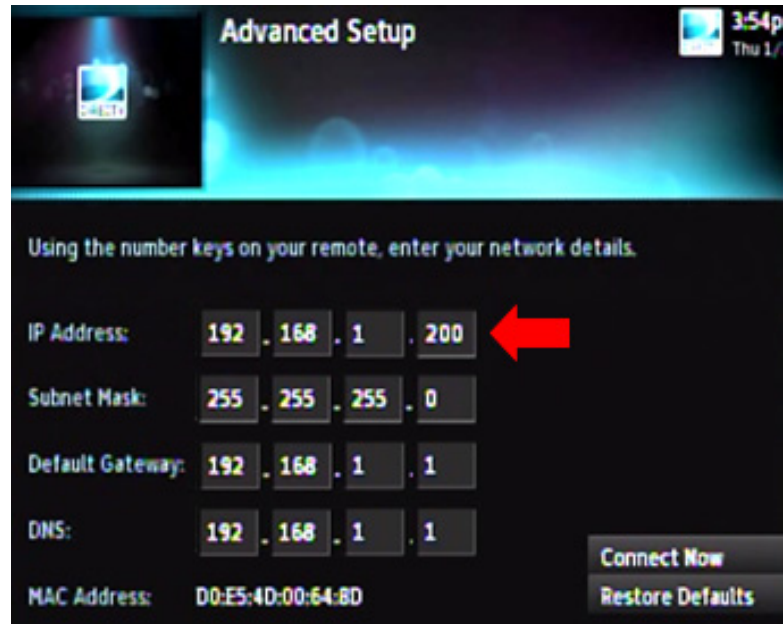 Advanced Setup
3:54p
Thu 1/
DIRECTV
Using the number keys on your remote, enter your network details.
IP Address: 192 . 168 . 1 . 200
Subnet Mask: 255 . 255 . 255 . 0
Default Gateway: 192 . 168 . 1 . 1
DNS: 192 . 168 . 1 . 1
Connect Now
MAC Address: D0:E5:4D:00:64:8D
Restore Defaults